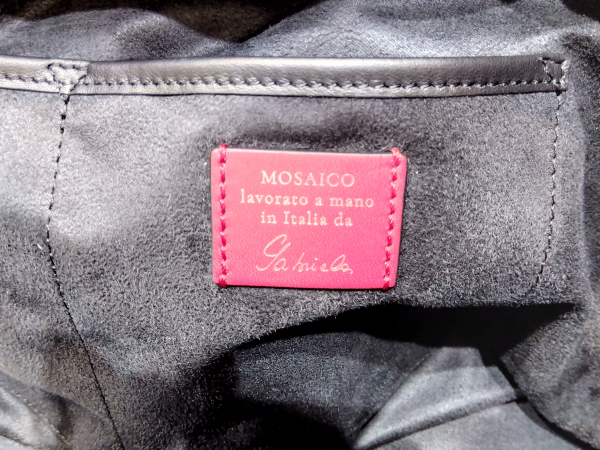 MOSAICO
lavorato a mano
in Italia da
Gabriela